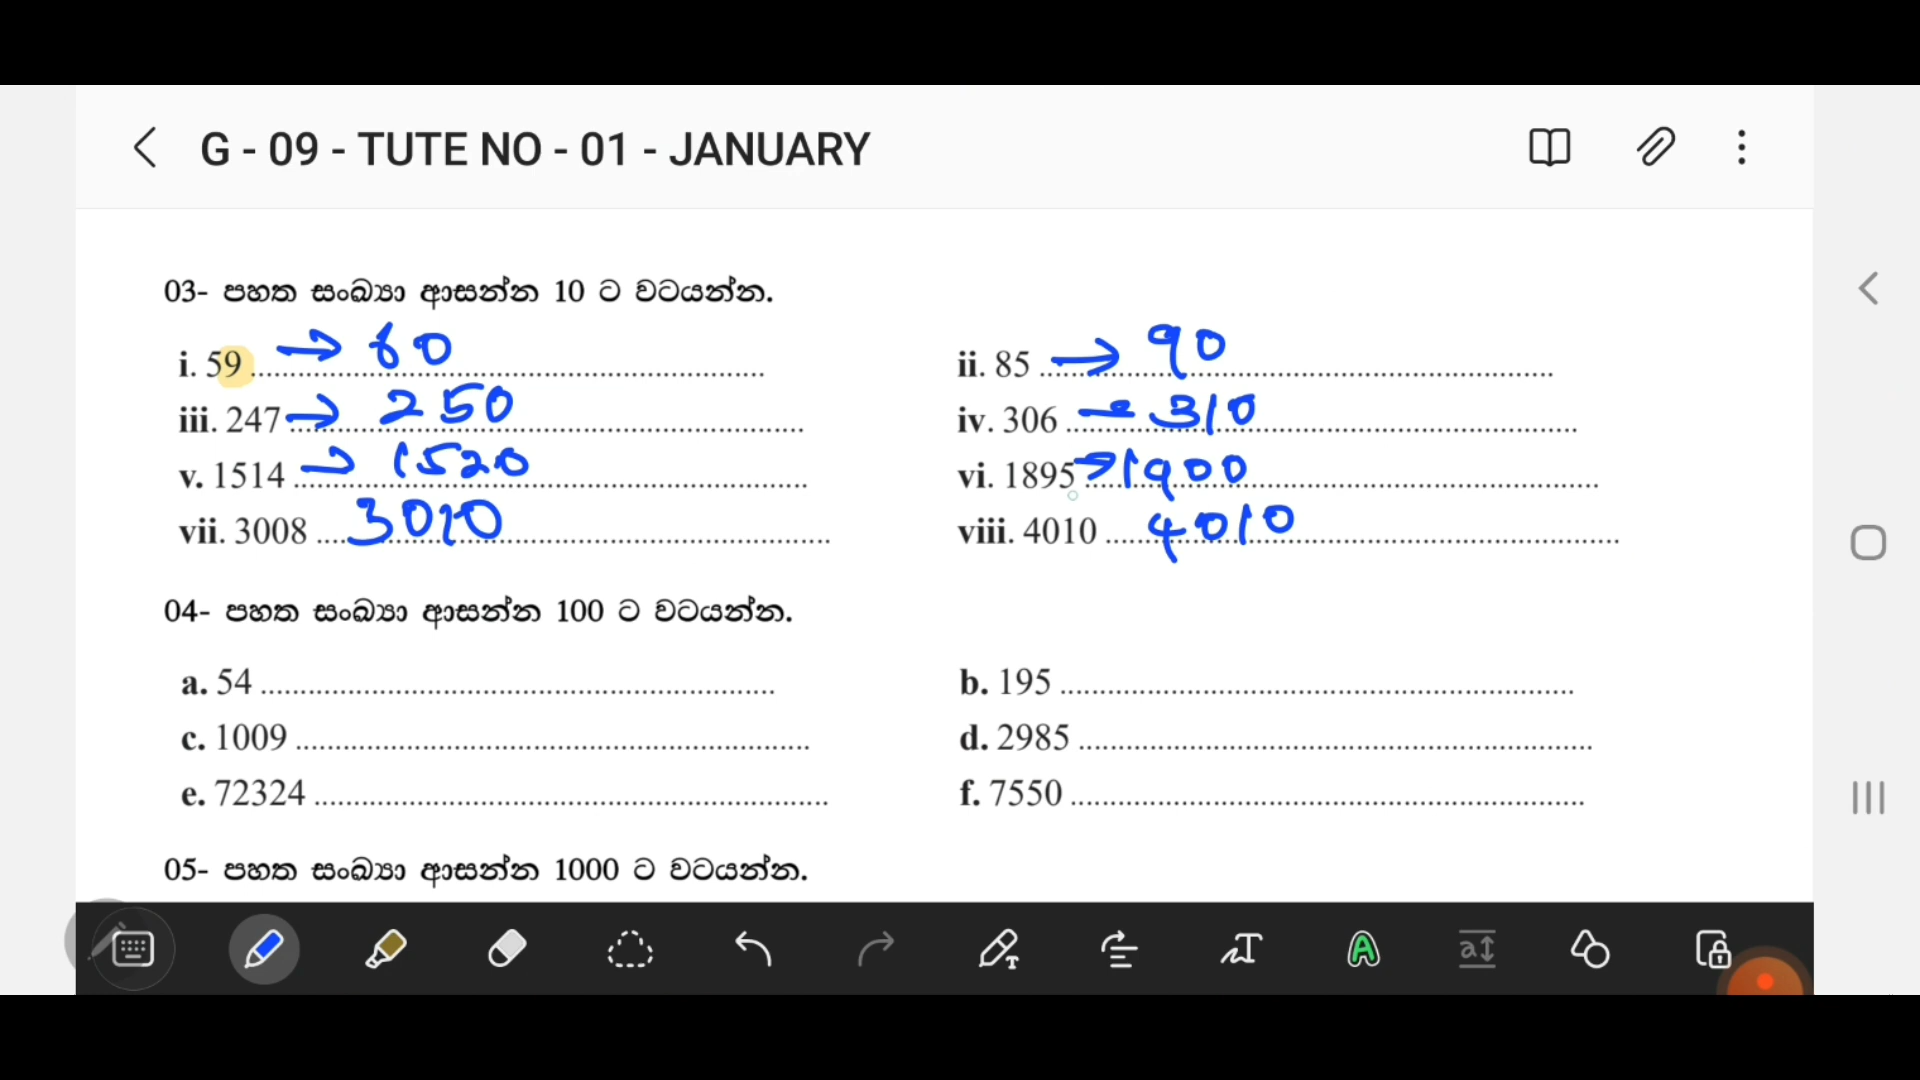 G - 09 - TUTE NO - 01 - JANUARY
03- පහත සංඛ්‍යා ආසන්න 10 ට වටයන්න.
i. 59 .................... → 60
ii. 85 .................... → 90
iii. 247 .................... → 250
iv. 306 .................... → 310
v. 1514 .................... → 1520
vi. 1895 .................... → 1900
vii. 3008 .................... 3010
viii. 4010 .................... 4010
04- පහත සංඛ්‍යා ආසන්න 100 ට වටයන්න.
a. 54 ....................
b. 195 ....................
c. 1009 ....................
d. 2985 ....................
e. 72324 ....................
f. 7550 ....................
05- පහත සංඛ්‍යා ආසන්න 1000 ට වටයන්න.